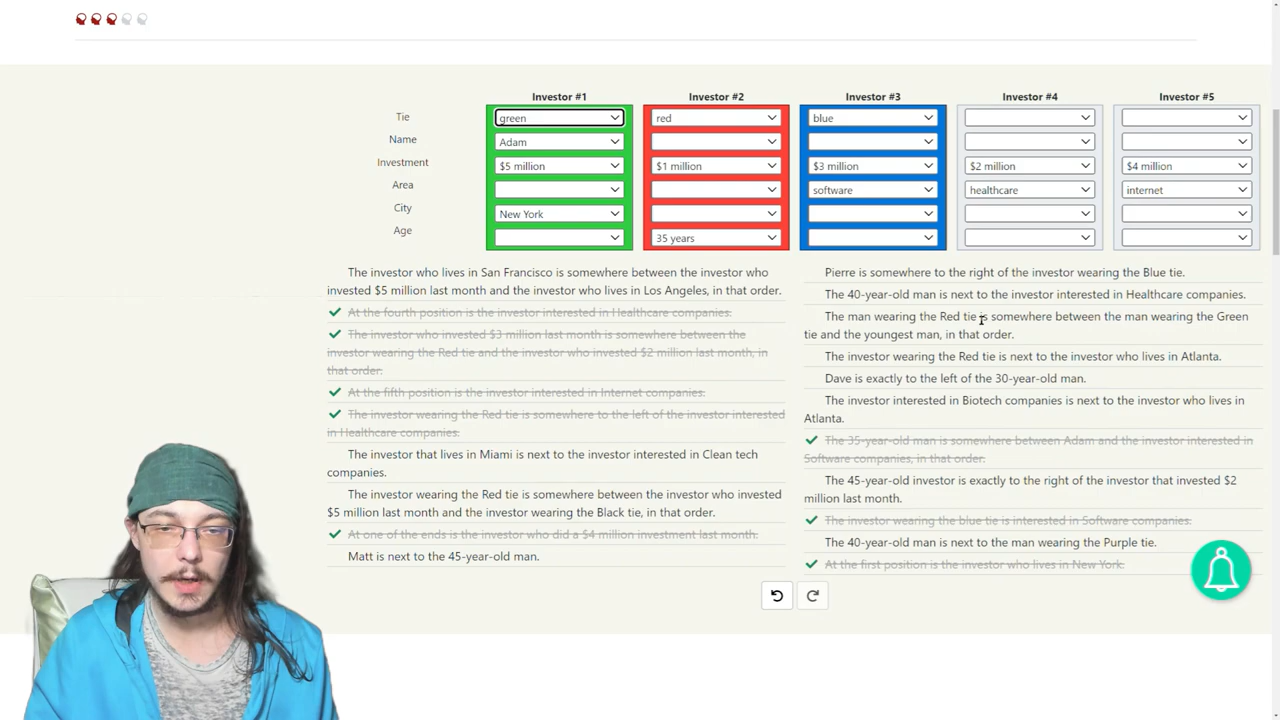 Investor #1 Investor #2 Investor #3 Investor #4 Investor #5
Tie green red blue
Name Adam
Investment $5 million $1 million $3 million $2 million $4 million
Area software healthcare internet
City New York
Age 35 years
The investor who lives in San Francisco is somewhere between the investor who
invested $5 million last month and the investor who lives in Los Angeles, in that order.
At the fourth position is the investor interested in Healthcare companies.
The investor who invested $3 million last month is somewhere between the
investor wearing the Red tie and the investor who invested $2 million last month, in
that order.
At the fifth position is the investor interested in Internet companies.
The investor wearing the Red tie is somewhere to the left of the investor interested
in Healthcare companies.
The investor that lives in Miami is next to the investor interested in Clean tech
companies.
The investor wearing the Red tie is somewhere between the investor who invested
$5 million last month and the investor wearing the Black tie, in that order.
At one of the ends is the investor who did a $4 million investment last month.
Matt is next to the 45-year-old man.
Pierre is somewhere to the right of the investor wearing the Blue tie.
The 40-year-old man is next to the investor interested in Healthcare companies.
The man wearing the Red tie is somewhere between the man wearing the Green
tie and the youngest man, in that order.
The investor wearing the Red tie is next to the investor who lives in Atlanta.
Dave is exactly to the left of the 30-year-old man.
The investor interested in Biotech companies is next to the investor who lives in
Atlanta.
The 35-year-old man is somewhere between Adam and the investor interested in
Software companies, in that order.
The 45-year-old investor is exactly to the right of the investor that invested $2
million last month.
The investor wearing the blue tie is interested in Software companies.
The 40-year-old man is next to the man wearing the Purple tie.
At the first position is the investor who lives in New York.